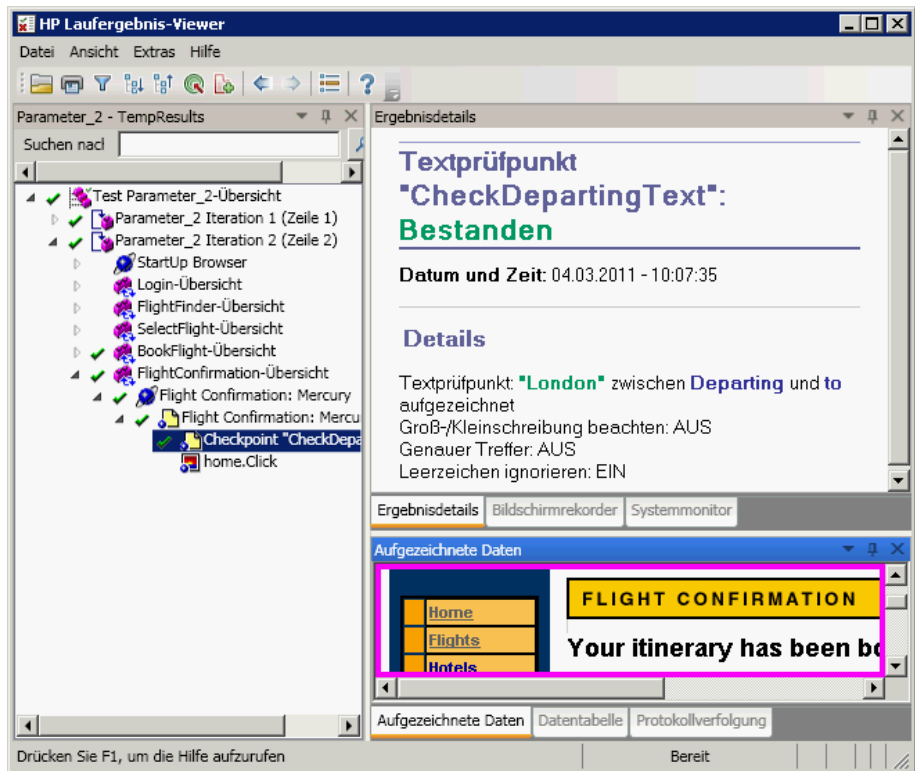 HP Laufergebnis-Viewer
Datei Ansicht Extras Hilfe
Parameter_2 - TempResults
Suchen nacl
Test Parameter_2-Übersicht
Parameter_2 Iteration 1 (Zeile 1)
Parameter_2 Iteration 2 (Zeile 2)
StartUp Browser
Login-Übersicht
FlightFinder-Übersicht
SelectFlight-Übersicht
BookFlight-Übersicht
FlightConfirmation-Übersicht
Flight Confirmation: Mercury
Flight Confirmation: Mercu
Checkpoint "CheckDepa
home.Click
Ergebnisdetails
Textprüfpunkt
"CheckDepartingText":
Bestanden
Datum und Zeit: 04.03.2011 - 10:07:35
Details
Textprüfpunkt: "London" zwischen Departing und to
aufgezeichnet
Groß-/Kleinschreibung beachten: AUS
Genauer Treffer: AUS
Leerzeichen ignorieren: EIN
Ergebnisdetails Bildschirmrekorder Systemmonitor
Aufgezeichnete Daten
Home
Flights
Hotels
FLIGHT CONFIRMATION
Your itinerary has been bo
Aufgezeichnete Daten Datentabelle Protokollverfolgung
Drücken Sie F1, um die Hilfe aufzurufen
Bereit